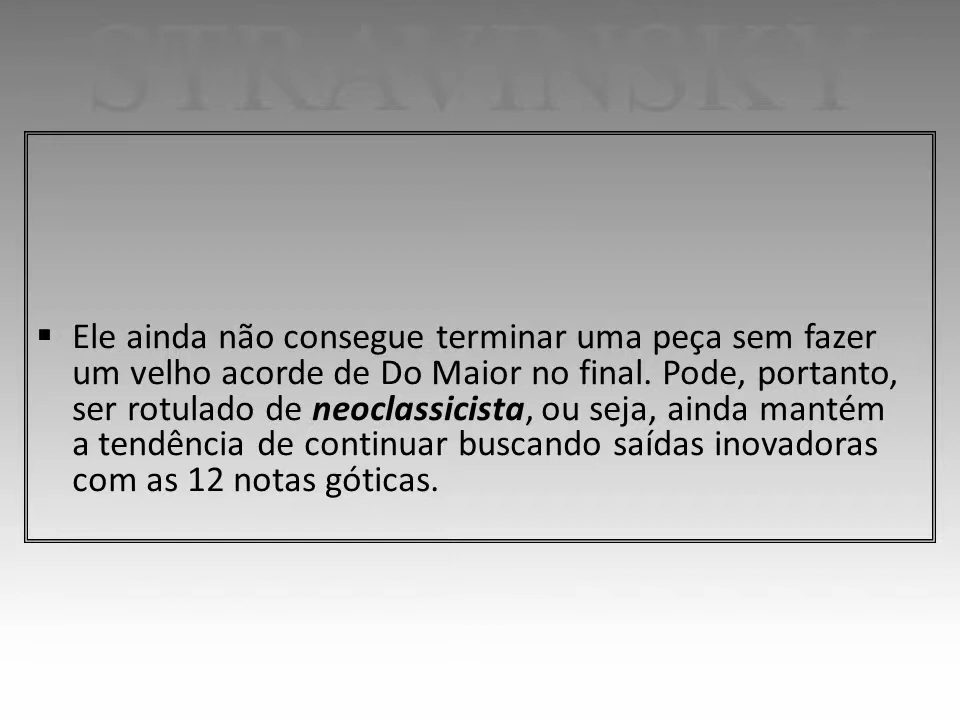 STRAVINSKY
▪ Ele ainda não consegue terminar uma peça sem fazer
um velho acorde de Do Maior no final. Pode, portanto,
ser rotulado de neoclassicista, ou seja, ainda mantém
a tendência de continuar buscando saídas inovadoras
com as 12 notas góticas.